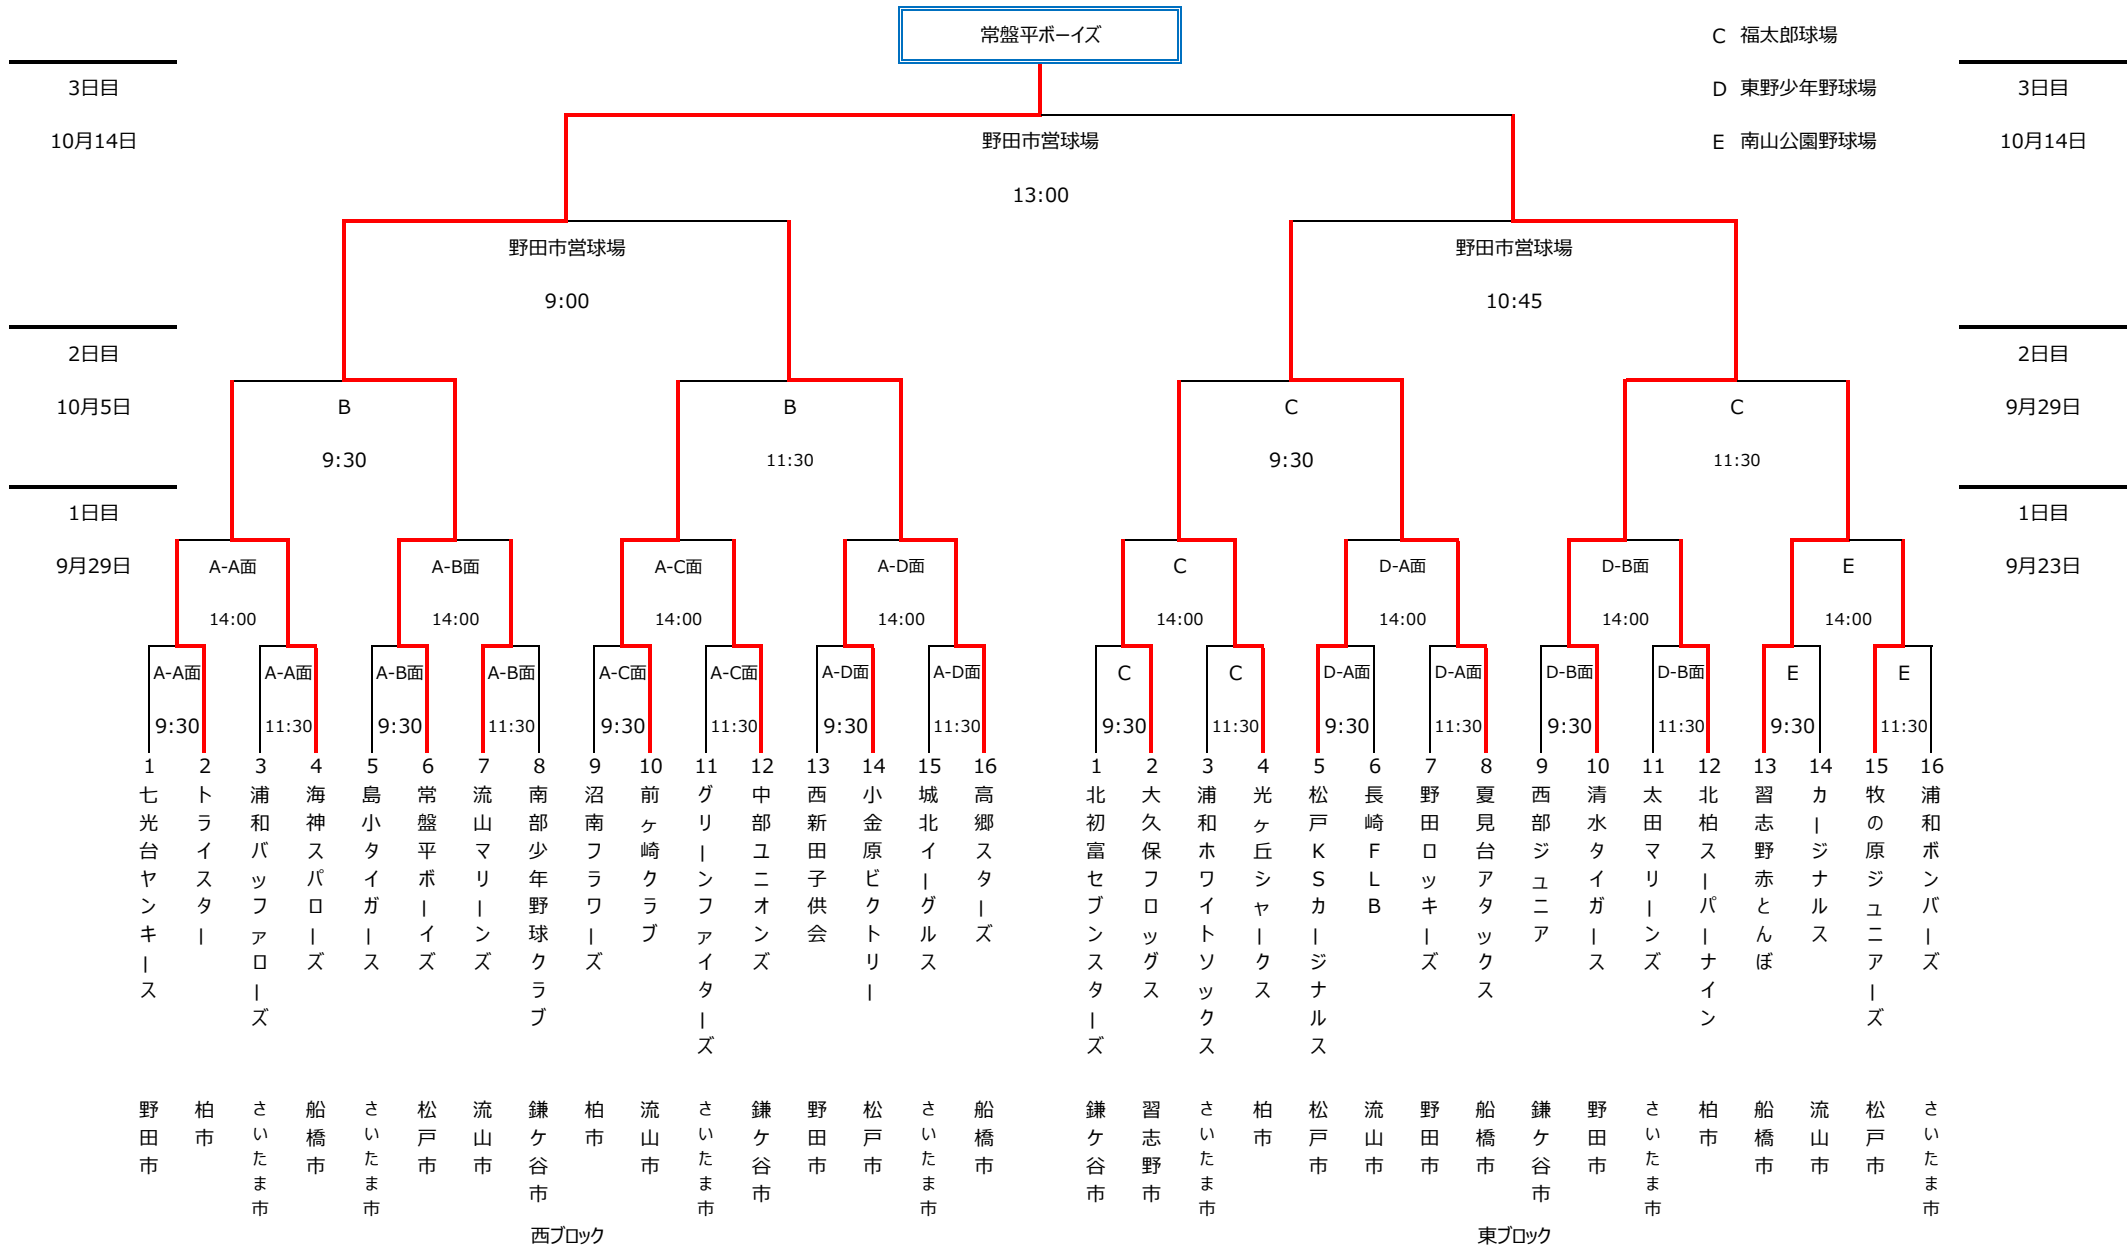 常盤平ボーイズ
C 福太郎球場
D 東野少年野球場
E 南山公園野球場
3日目
10月14日
3日目
10月14日
野田市営球場
13:00
野田市営球場
9:00
野田市営球場
10:45
2日目
10月5日
2日目
9月29日
B
9:30
B
11:30
C
9:30
C
11:30
1日目
9月29日
1日目
9月23日
A-A面
14:00
A-B面
14:00
A-C面
14:00
A-D面
14:00
C
14:00
D-A面
14:00
D-B面
14:00
E
14:00
A-A面
9:30
A-A面
11:30
A-B面
9:30
A-B面
11:30
A-C面
9:30
A-C面
11:30
A-D面
9:30
A-D面
11:30
C
9:30
C
11:30
D-A面
9:30
D-A面
11:30
D-B面
9:30
D-B面
11:30
E
9:30
E
11:30
1
七光台ヤンキース
野田市
2
トライスター
柏市
3
浦和バッファローズ
さいたま市
4
海神スパローズ
船橋市
5
島小タイガース
さいたま市
6
常盤平ボーイズ
松戸市
7
流山マリーンズ
流山市
8
南部少年野球クラブ
鎌ケ谷市
9
沼南フラワーズ
柏市
10
前ヶ崎クラブ
流山市
11
グリーンファイターズ
さいたま市
12
中部ユニオンズ
鎌ケ谷市
13
西新田子供会
野田市
14
小金原ビクトリー
松戸市
15
城北イーグルス
さいたま市
16
高郷スターズ
船橋市
1
北初富セブンスターズ
鎌ケ谷市
2
大久保フロッグス
習志野市
3
浦和ホワイトソックス
さいたま市
4
光ヶ丘シャークス
柏市
5
松戸KSカージナルス
松戸市
6
長崎FLB
流山市
7
野田ロッキーズ
野田市
8
夏見台アタックス
船橋市
9
西部ジュニア
鎌ケ谷市
10
清水タイガース
野田市
11
太田マリーンズ
さいたま市
12
北柏スーパーナイン
柏市
13
習志野赤とんぼ
船橋市
14
カージナルス
流山市
15
牧の原ジュニアーズ
松戸市
16
浦和ボンバーズ
さいたま市
西ブロック
東ブロック